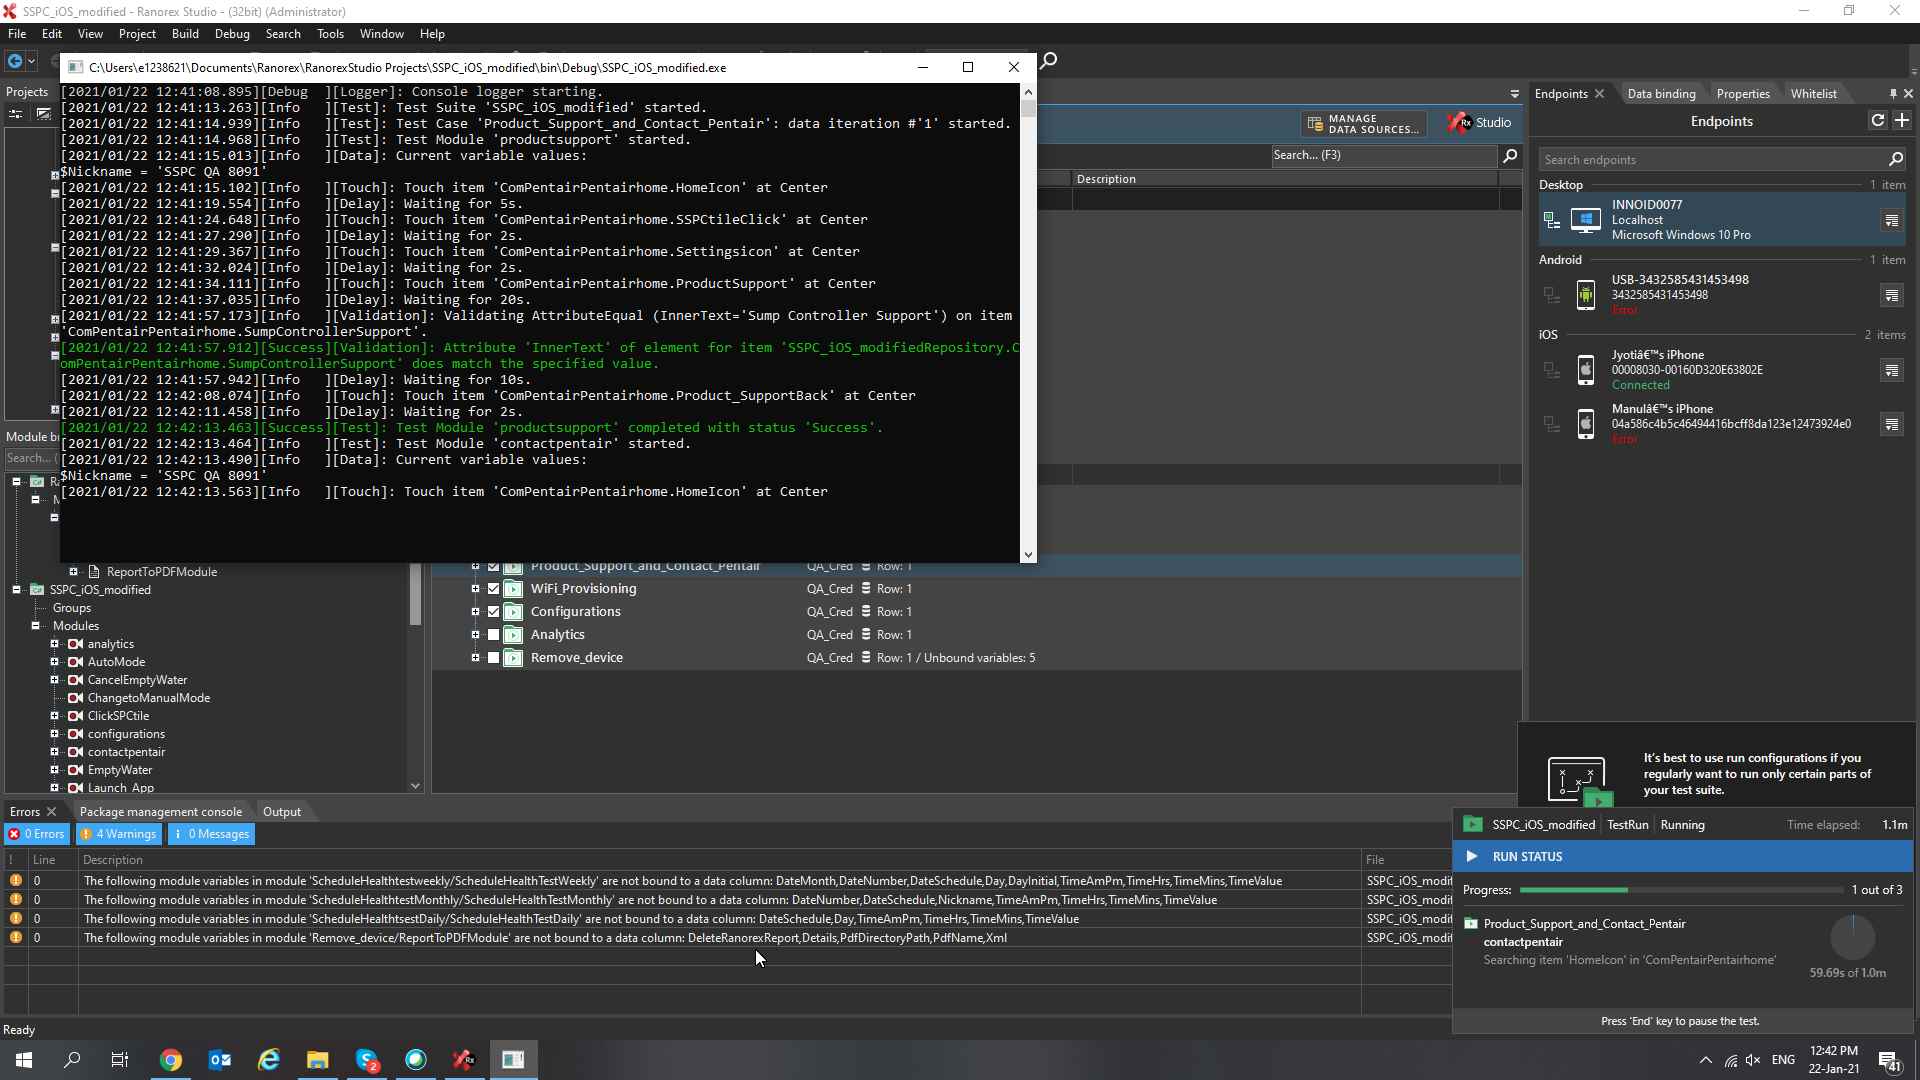 SSPC_iOS_modified - Ranorex Studio - (32bit) (Administrator)
File Edit View Project Build Debug Search Tools Window Help
C:\Users\e1238621\Documents\Ranorex\RanorexStudio Projects\SSPC_iOS_modified\bin\Debug\SSPC_iOS_modified.exe
[2021/01/22 12:41:08.895][Debug  ][Logger]: Console logger starting.
[2021/01/22 12:41:13.263][Info   ][Test]: Test Suite 'SSPC_iOS_modified' started.
[2021/01/22 12:41:14.939][Info   ][Test]: Test Case 'Product_Support_and_Contact_Pentair': data iteration #'1' started.
[2021/01/22 12:41:14.968][Info   ][Test]: Test Module 'productsupport' started.
[2021/01/22 12:41:15.013][Info   ][Data]: Current variable values:
$Nickname = 'SSPC QA 8091'
[2021/01/22 12:41:15.102][Info   ][Touch]: Touch item 'ComPentairPentairhome.HomeIcon' at Center
[2021/01/22 12:41:19.554][Info   ][Delay]: Waiting for 5s.
[2021/01/22 12:41:24.648][Info   ][Touch]: Touch item 'ComPentairPentairhome.SSPCtileClick' at Center
[2021/01/22 12:41:27.290][Info   ][Delay]: Waiting for 2s.
[2021/01/22 12:41:29.367][Info   ][Touch]: Touch item 'ComPentairPentairhome.Settingsicon' at Center
[2021/01/22 12:41:32.024][Info   ][Delay]: Waiting for 2s.
[2021/01/22 12:41:34.111][Info   ][Touch]: Touch item 'ComPentairPentairhome.ProductSupport' at Center
[2021/01/22 12:41:37.035][Info   ][Delay]: Waiting for 20s.
[2021/01/22 12:41:57.173][Info   ][Validation]: Validating AttributeEqual (InnerText='Sump Controller Support') on item
'ComPentairPentairhome.SumpControllerSupport'.
[2021/01/22 12:41:57.912][Success][Validation]: Attribute 'InnerText' of element for item 'SSPC_iOS_modifiedRepository.C
omPentairPentairhome.SumpControllerSupport' does match the specified value.
[2021/01/22 12:41:57.942][Info   ][Delay]: Waiting for 10s.
[2021/01/22 12:42:08.074][Info   ][Touch]: Touch item 'ComPentairPentairhome.Product_SupportBack' at Center
[2021/01/22 12:42:11.458][Info   ][Delay]: Waiting for 2s.
[2021/01/22 12:42:13.463][Success][Test]: Test Module 'productsupport' completed with status 'Success'.
[2021/01/22 12:42:13.464][Info   ][Test]: Test Module 'contactpentair' started.
[2021/01/22 12:42:13.490][Info   ][Data]: Current variable values:
$Nickname = 'SSPC QA 8091'
[2021/01/22 12:42:13.563][Info   ][Touch]: Touch item 'ComPentairPentairhome.HomeIcon' at Center
Projects
Module b
Search... (
ReportToPDFModule
SSPC_iOS_modified
Groups
Modules
analytics
AutoMode
CancelEmptyWater
ChangetoManualMode
ClickSPCtile
configurations
contactpentair
EmptyWater
Launch_App
MANAGE
DATA SOURCES...
Rx Studio
Search... (F3)
Description
Product_Support_and_Contact_Pentair QA_Cred Row: 1
WiFi_Provisioning QA_Cred Row: 1
Configurations QA_Cred Row: 1
Analytics QA_Cred Row: 1
Remove_device QA_Cred Row: 1 / Unbound variables: 5
Endpoints Data binding Properties Whitelist
Endpoints
Search endpoints
Desktop 1 item
INNOID0077
Localhost
Microsoft Windows 10 Pro
Android 1 item
USB-3432585431453498
3432585431453498
Error
iOS 2 items
Jyotiâ€™s iPhone
00008030-00160D320E63802E
Connected
Manulâ€™s iPhone
04a586c4b5c46494416bcff8da123e12473924e0
Error
It's best to use run configurations if you
regularly want to run only certain parts of
your test suite.
SSPC_iOS_modified TestRun Running Time elapsed: 1.1m
RUN STATUS
Progress: 1 out of 3
Product_Support_and_Contact_Pentair
contactpentair
Searching item 'HomeIcon' in 'ComPentairPentairhome'
59.69s of 1.0m
Press 'End' key to pause the test.
Errors Package management console Output
0 Errors 4 Warnings 0 Messages
! Line Description File
0 The following module variables in module 'ScheduleHealthtestweekly/ScheduleHealthTestWeekly' are not bound to a data column: DateMonth,DateNumber,DateSchedule,Day,DayInitial,TimeAmPm,TimeHrs,TimeMins,TimeValue SSPC_iOS_modif
0 The following module variables in module 'ScheduleHealthtestMonthly/ScheduleHealthTestMonthly' are not bound to a data column: DateNumber,DateSchedule,Nickname,TimeAmPm,TimeHrs,TimeMins,TimeValue SSPC_iOS_modif
0 The following module variables in module 'ScheduleHealthtsestDaily/ScheduleHealthTestDaily' are not bound to a data column: DateSchedule,Day,TimeAmPm,TimeHrs,TimeMins,TimeValue SSPC_iOS_modif
0 The following module variables in module 'Remove_device/ReportToPDFModule' are not bound to a data column: DeleteRanorexReport,Details,PdfDirectoryPath,PdfName,Xml SSPC_iOS_modif
Ready
ENG
12:42 PM
22-Jan-21
41